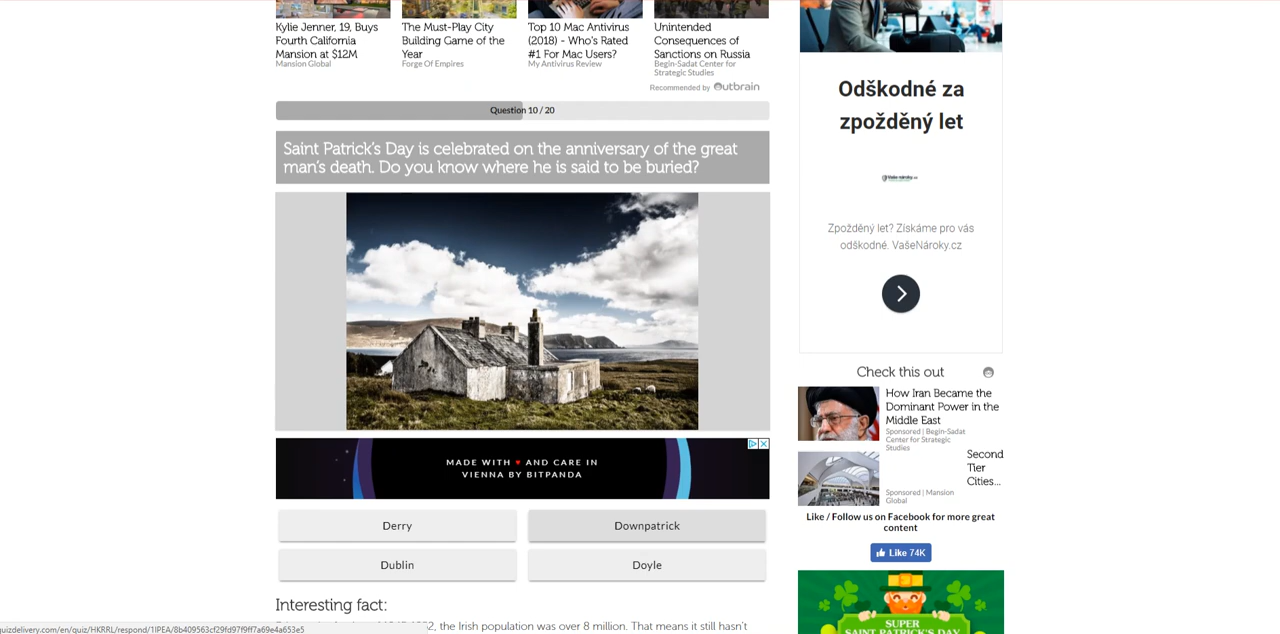 Kylie Jenner, 19, Buys
Fourth California
Mansion at $12M
Mansion Global
The Must-Play City
Building Game of the
Year
Forge Of Empires
Top 10 Mac Antivirus
(2018) - Who's Rated
#1 For Mac Users?
My Antivirus Review
Unintended
Consequences of
Sanctions on Russia
Begin-Sadat Center for
Strategic Studies
Recommended by Outbrain
Question 10 / 20
Saint Patrick's Day is celebrated on the anniversary of the great
man's death. Do you know where he is said to be buried?
MADE WITH ♥ AND CARE IN
VIENNA BY BITPANDA
Derry
Downpatrick
Dublin
Doyle
Interesting fact:
, the Irish population was over 8 million. That means it still hasn't
quizdelivery.com/en/quiz/HKRRL/respond/1IPEA/8b409563cf29fd97f9ff7a69e4a653e5
Odškodné za
zpožděný let
Vaše-nároky.cz
Zpožděný let? Získáme pro vás
odškodné. VašeNároky.cz
Check this out
How Iran Became the
Dominant Power in the
Middle East
Sponsored | Begin-Sadat
Center for Strategic
Studies
Second
Tier
Cities...
Sponsored | Mansion
Global
Like / Follow us on Facebook for more great
content
Like 74K
SUPER
SAINT PATRICK'S DAY